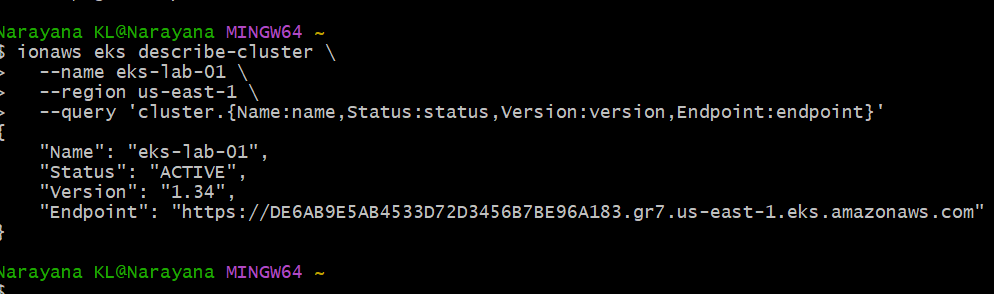 Narayana KL@Narayana MINGW64 ~
$ ionaws eks describe-cluster \
>   --name eks-lab-01 \
>   --region us-east-1 \
>   --query 'cluster.{Name:name,Status:status,Version:version,Endpoint:endpoint}'
{
    "Name": "eks-lab-01",
    "Status": "ACTIVE",
    "Version": "1.34",
    "Endpoint": "https://DE6AB9E5AB4533D72D3456B7BE96A183.gr7.us-east-1.eks.amazonaws.com"
}
Narayana KL@Narayana MINGW64 ~
$